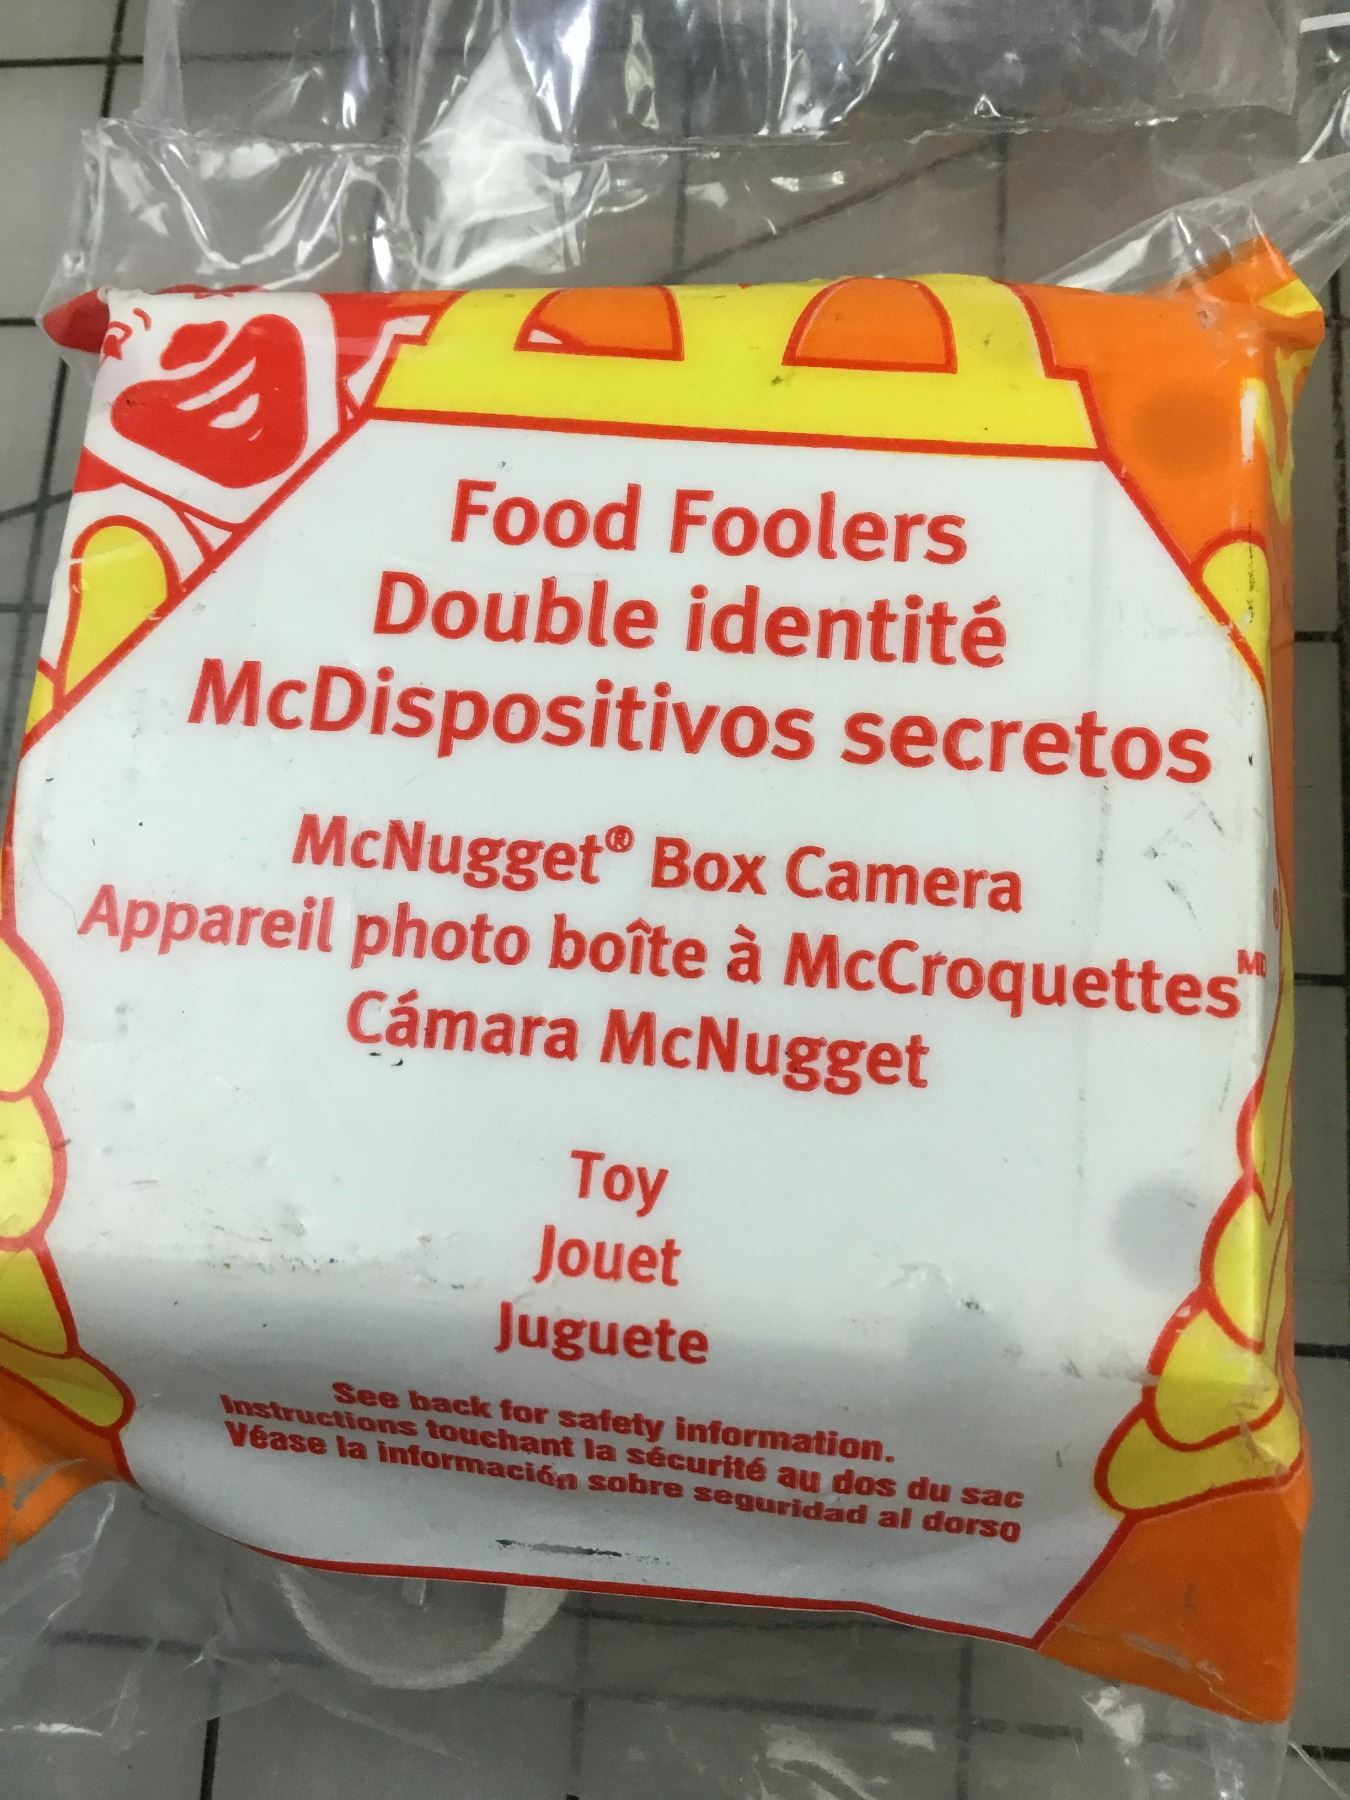 Food Foolers
Double identité
McDispositivos secretos
McNugget® Box Camera
Appareil photo boîte à McCroquettes MD
Cámara McNugget
Toy
Jouet
Juguete
See back for safety information.
Instructions touchant la sécurité au dos du sac
Véase la información sobre seguridad al dorso